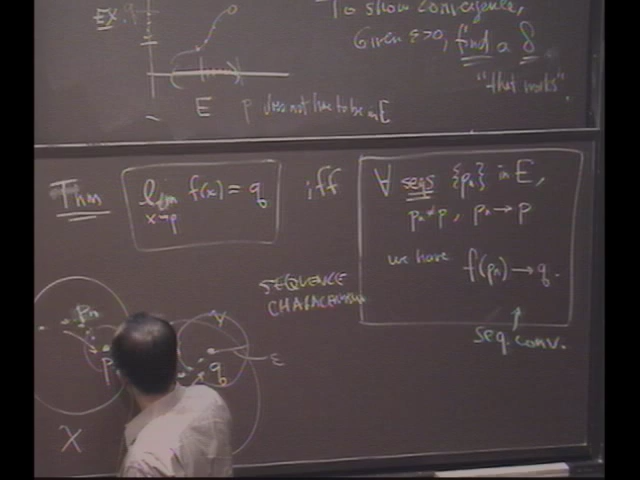 EX. q
To show convergence,
Given ε>0, find a δ
"that works".
E p does not have to be in E
Thm lim f(x) = q iff ∀ seqs {pₙ} in E,
x→p
pₙ≠p, pₙ→p
we have f(pₙ)→q.
SEQUENCE
seq. conv.
pₙ
p
q
ε
X
Y